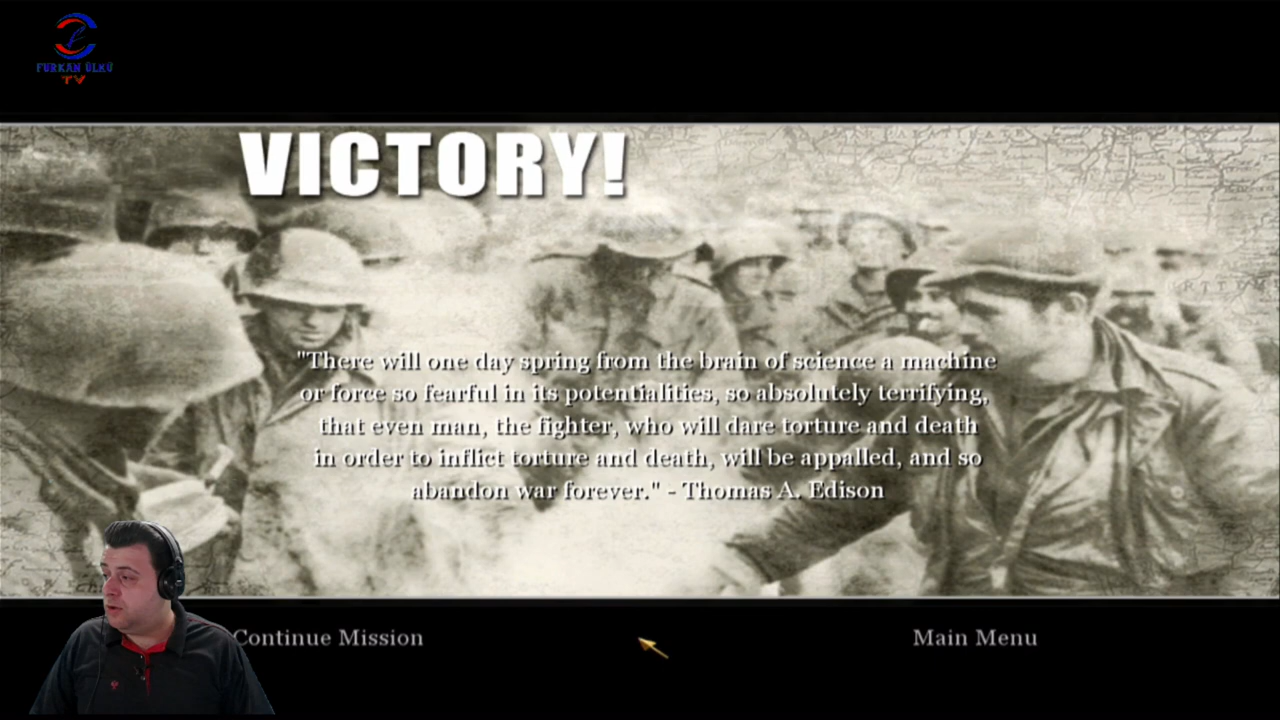 FURKAN ÜLKÜ
TV
VICTORY!
"There will one day spring from the brain of science a machine
or force so fearful in its potentialities, so absolutely terrifying,
that even man, the fighter, who will dare torture and death
in order to inflict torture and death, will be appalled, and so
abandon war forever." - Thomas A. Edison
Continue Mission
Main Menu